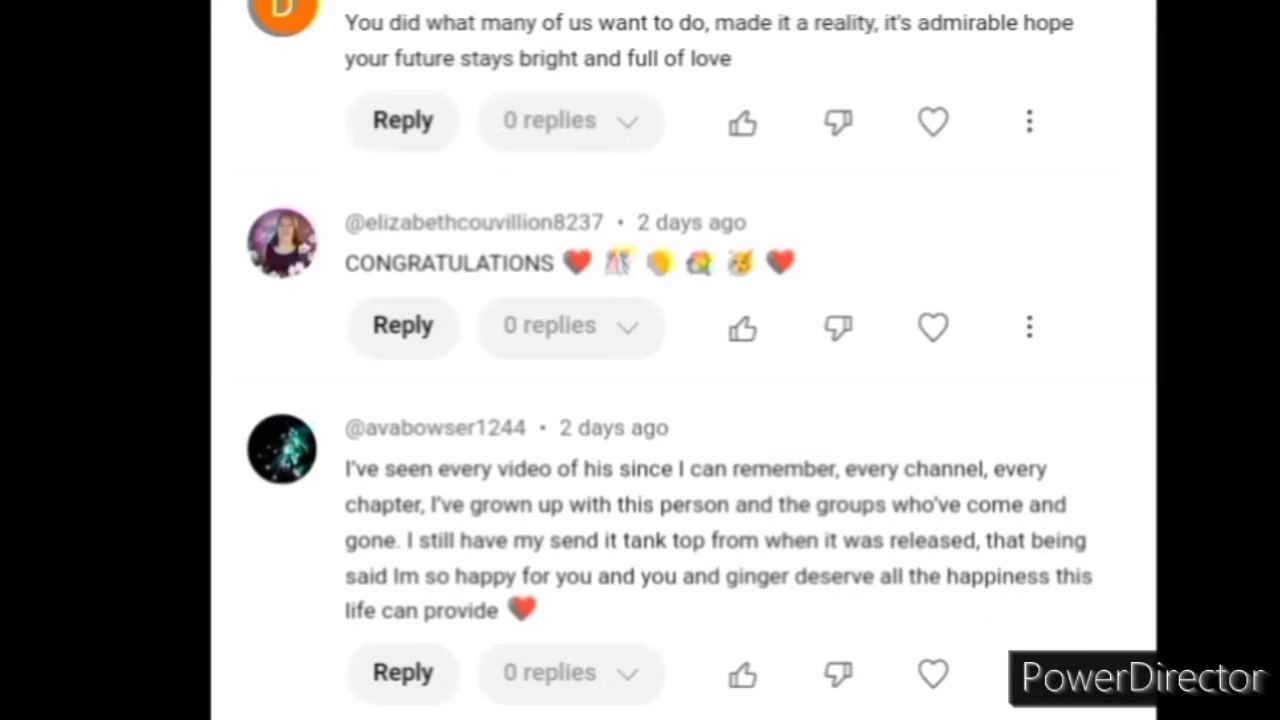 D
You did what many of us want to do, made it a reality, it's admirable hope
your future stays bright and full of love
Reply 0 replies
@elizabethcouvillion8237 • 2 days ago
CONGRATULATIONS ❤️ 🎊 👏 💐 🥳 ❤️
Reply 0 replies
@avabowser1244 • 2 days ago
I've seen every video of his since I can remember, every channel, every
chapter, I've grown up with this person and the groups who've come and
gone. I still have my send it tank top from when it was released, that being
said Im so happy for you and you and ginger deserve all the happiness this
life can provide ❤️
Reply 0 replies
PowerDirector